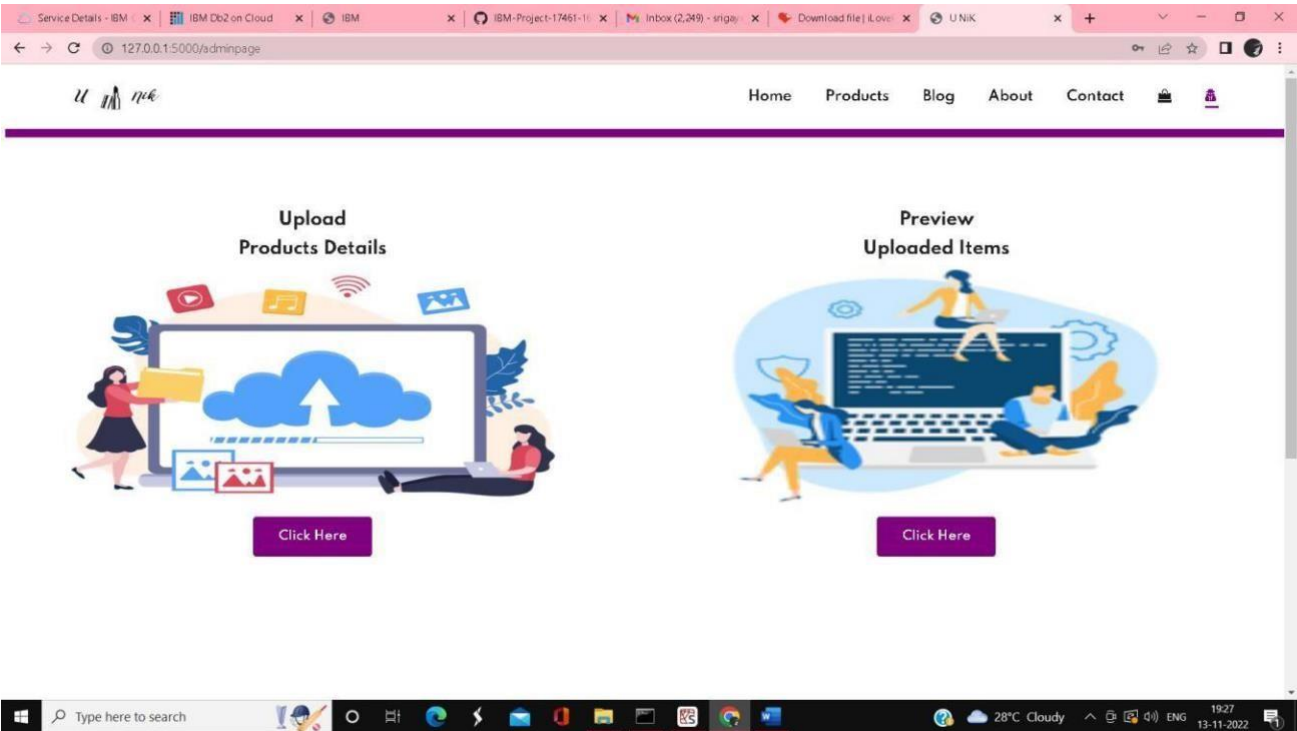 Service Details - IBM
IBM Db2 on Cloud
IBM
IBM-Project-17461-16
Inbox (2,249) - srigay
Download file | iLove
U NiK
127.0.0.1:5000/adminpage
U nik
Home Products Blog About Contact
Upload
Products Details
Preview
Uploaded Items
Click Here
Click Here
Type here to search
28°C Cloudy
ENG
19:27
13-11-2022